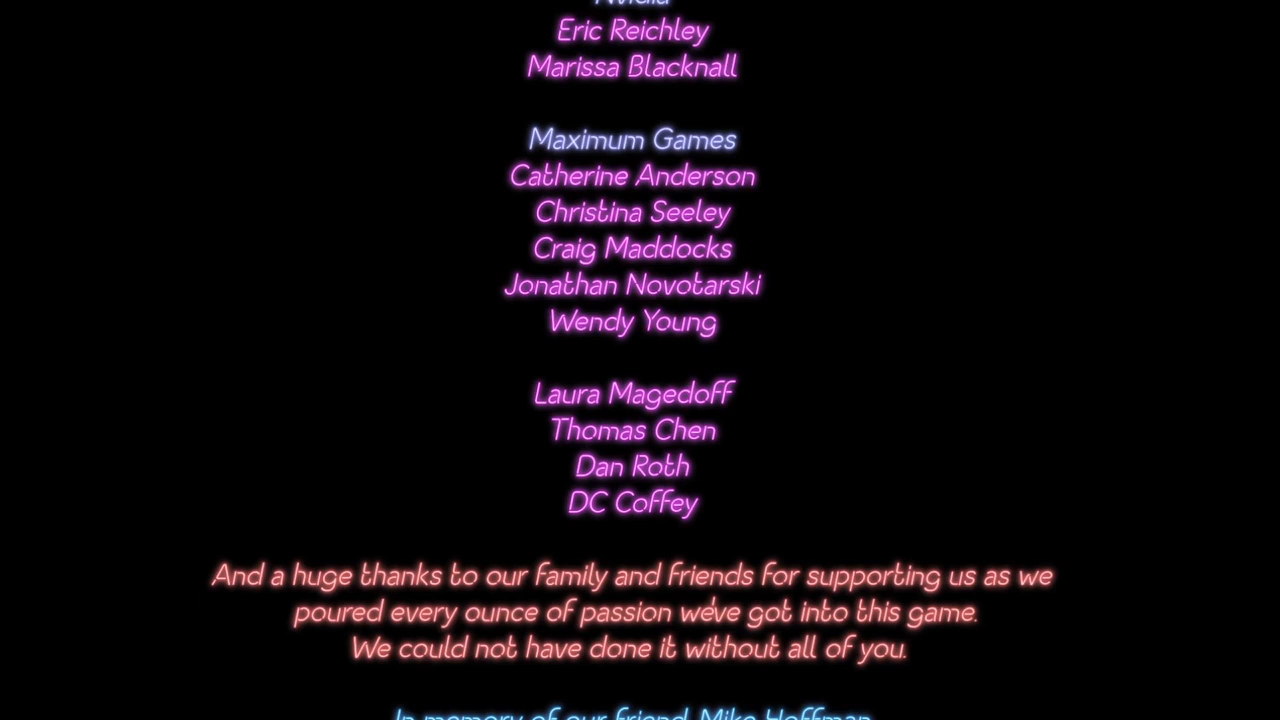 Nvidia
Eric Reichley
Marissa Blacknall
Maximum Games
Catherine Anderson
Christina Seeley
Craig Maddocks
Jonathan Novotarski
Wendy Young
Laura Magedoff
Thomas Chen
Dan Roth
DC Coffey
And a huge thanks to our family and friends for supporting us as we
poured every ounce of passion we've got into this game.
We could not have done it without all of you.
In memory of our friend, Mike Hoffman